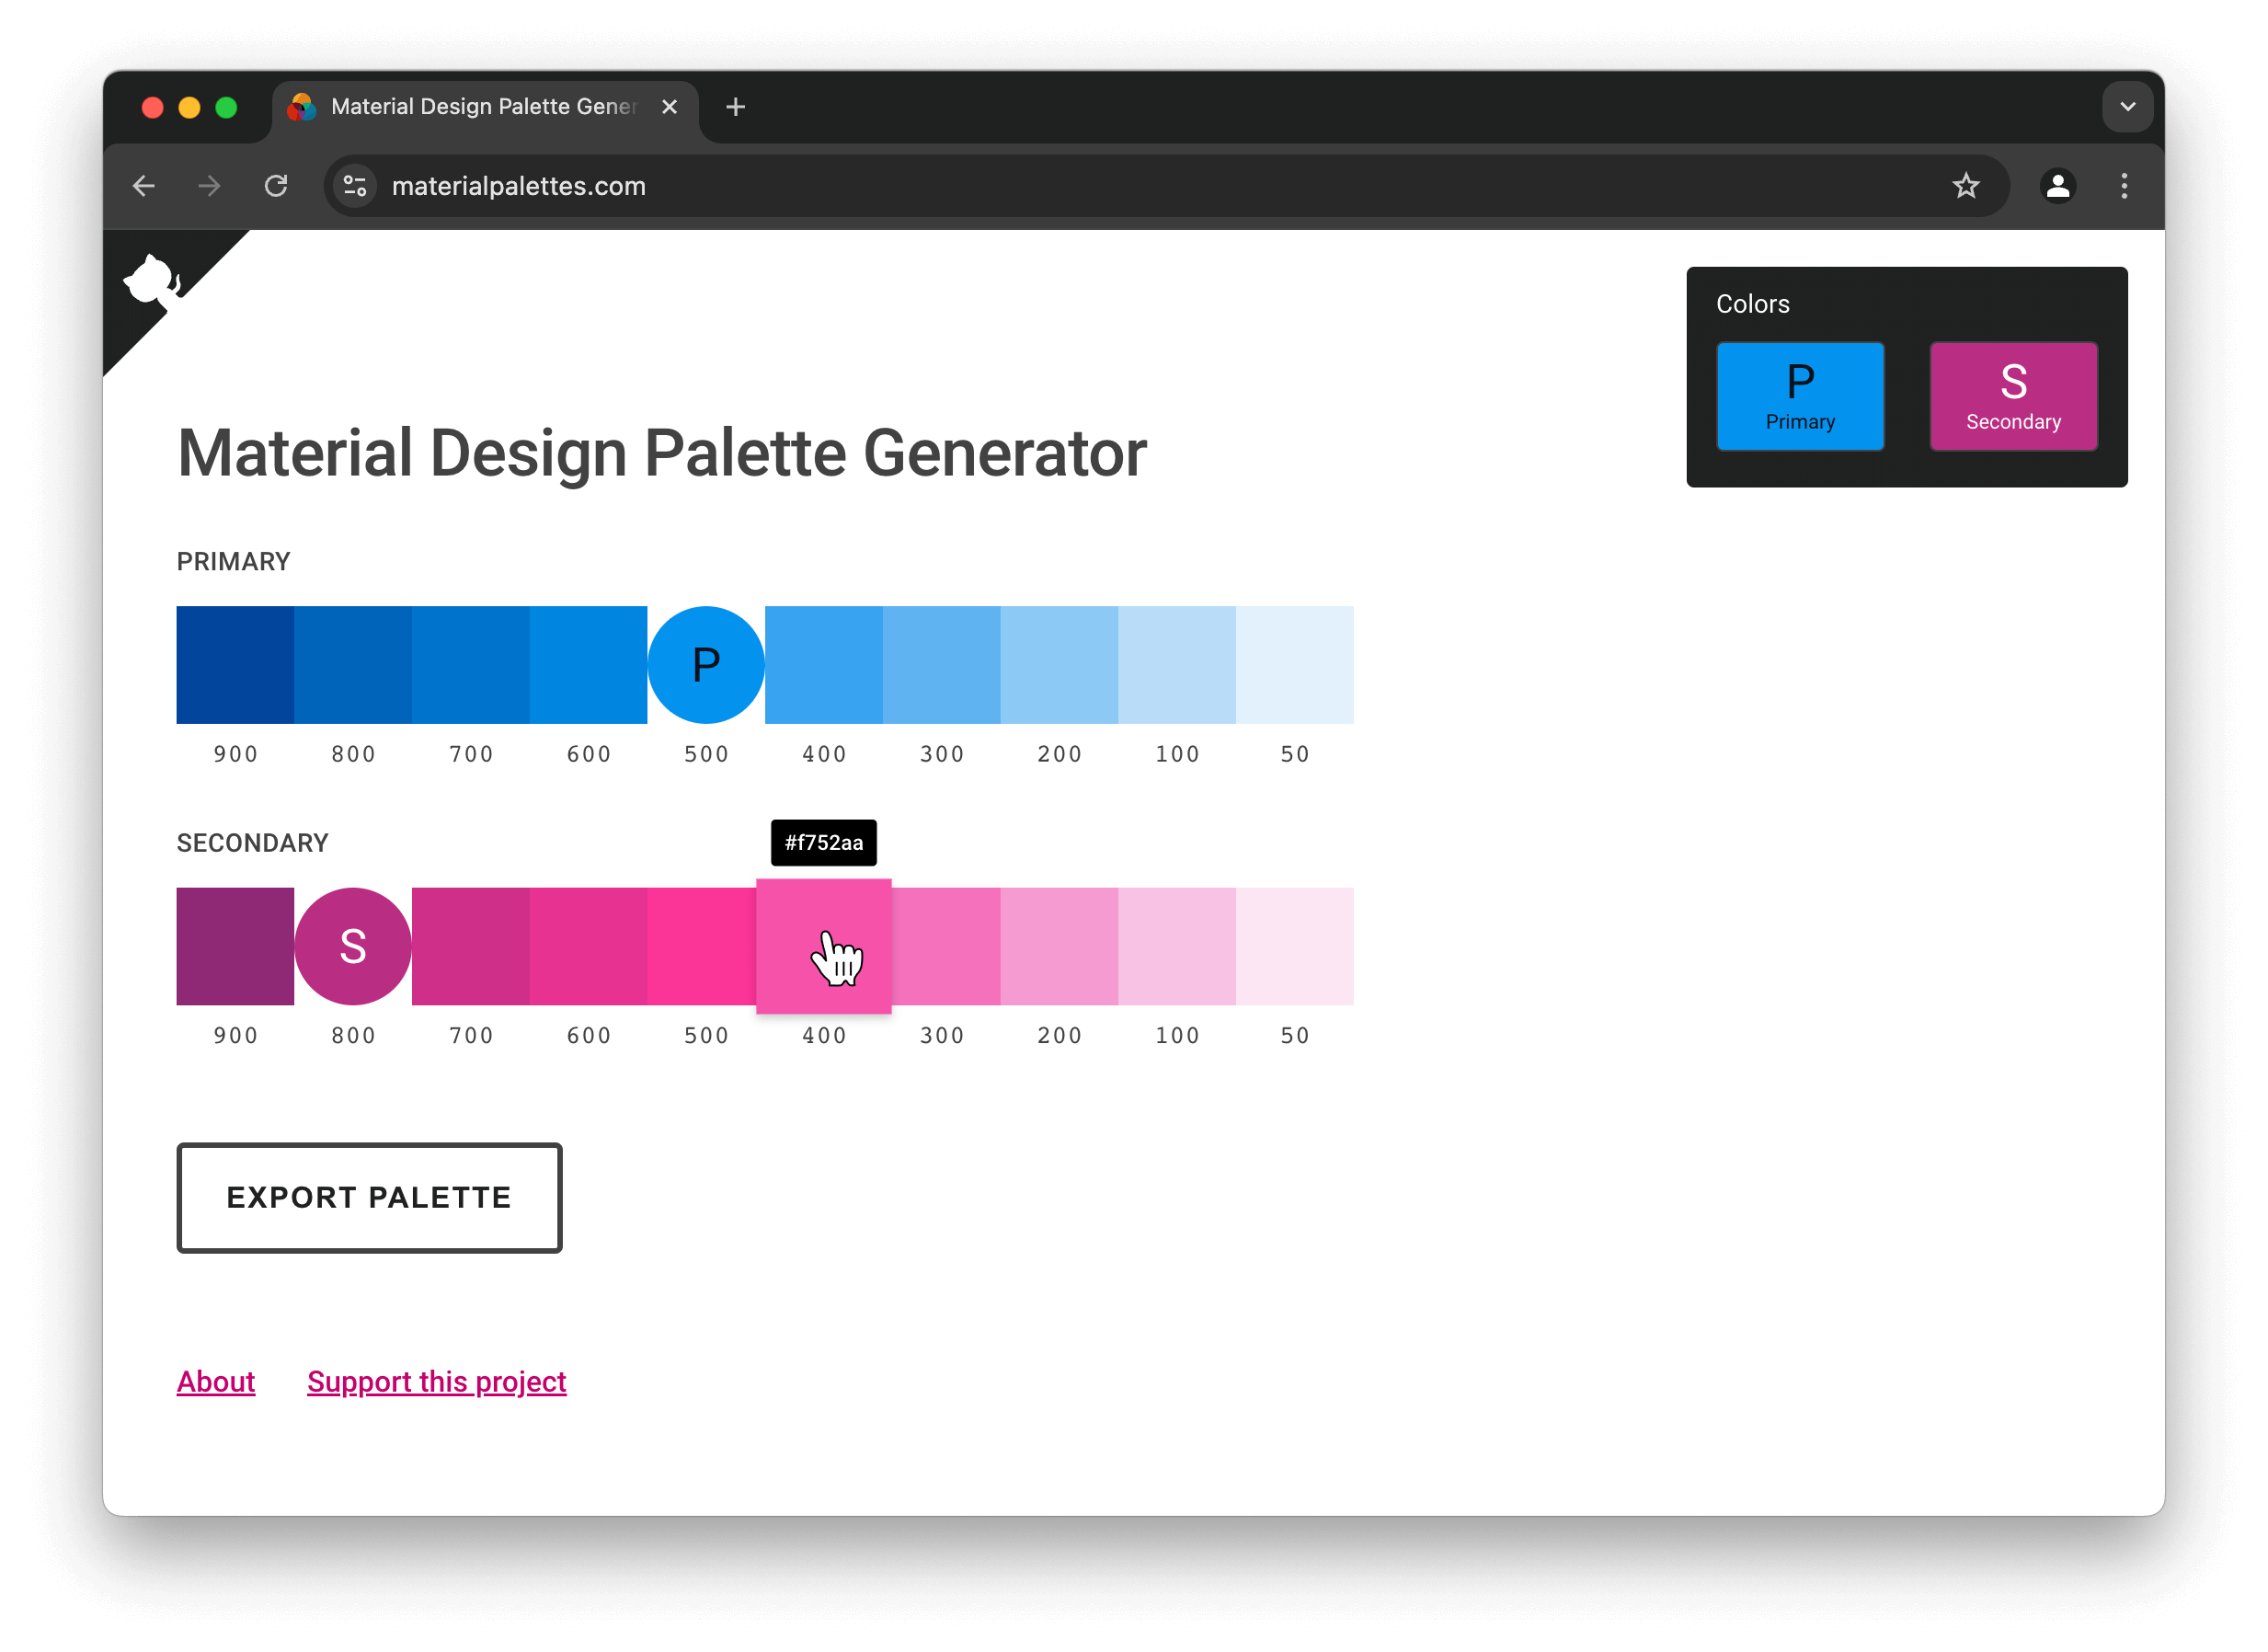 Material Design Palette Gener
materialpalettes.com
Colors
P
Primary
S
Secondary
Material Design Palette Generator
PRIMARY
P
900 800 700 600 500 400 300 200 100 50
SECONDARY
#f752aa
S
900 800 700 600 500 400 300 200 100 50
EXPORT PALETTE
About Support this project